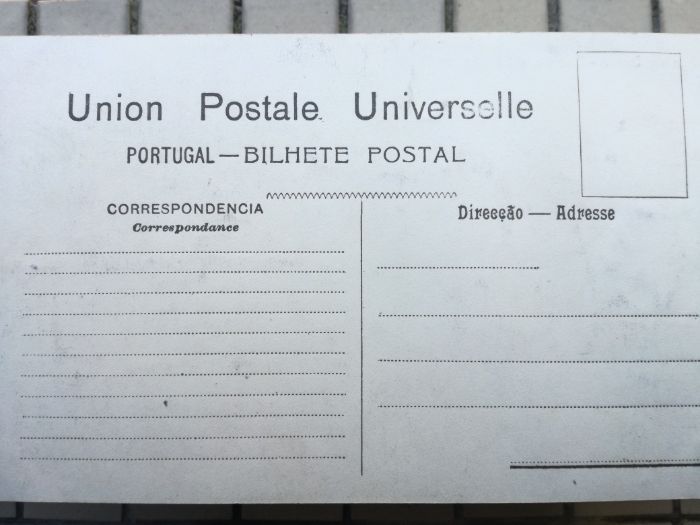 Union Postale Universelle
PORTUGAL — BILHETE POSTAL
CORRESPONDENCIA
Correspondance
Direcção — Adresse